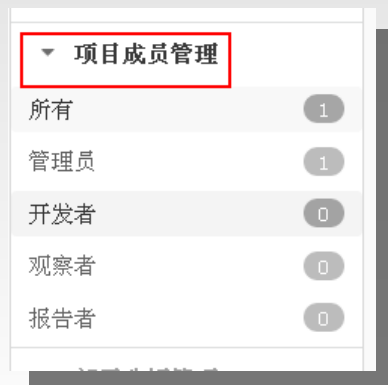 项目成员管理
所有 1
管理员 1
开发者 0
观察者 0
报告者 0